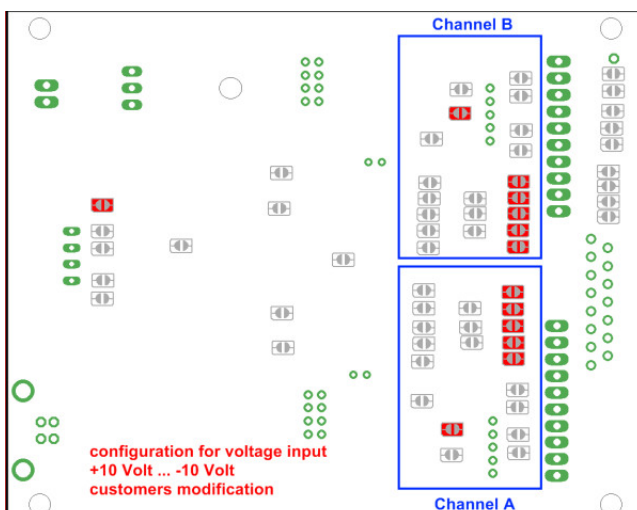 Channel B
configuration for voltage input
+10 Volt ... -10 Volt
customers modification
Channel A